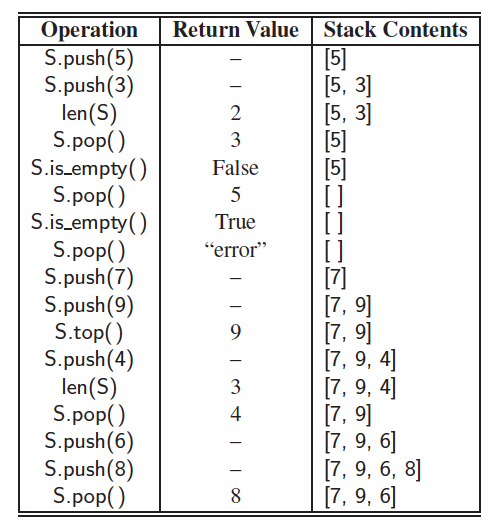 Operation Return Value Stack Contents
S.push(5) – [5]
S.push(3) – [5, 3]
len(S) 2 [5, 3]
S.pop() 3 [5]
S.is_empty() False [5]
S.pop() 5 [ ]
S.is_empty() True [ ]
S.pop() “error” [ ]
S.push(7) – [7]
S.push(9) – [7, 9]
S.top() 9 [7, 9]
S.push(4) – [7, 9, 4]
len(S) 3 [7, 9, 4]
S.pop() 4 [7, 9]
S.push(6) – [7, 9, 6]
S.push(8) – [7, 9, 6, 8]
S.pop() 8 [7, 9, 6]